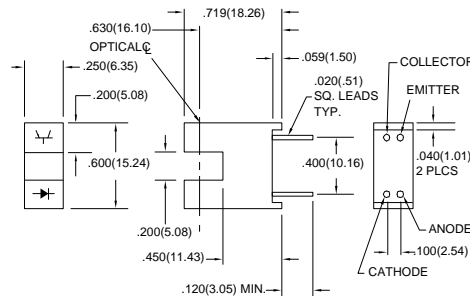 .719(18.26)
.630(16.10)
OPTICAL C̲L
.059(1.50)
COLLECTOR
.250(6.35)
.020(.51)
SQ. LEADS
TYP.
EMITTER
.200(5.08)
.040(1.01)
2 PLCS
.600(15.24)
.400(10.16)
.200(5.08)
ANODE
.450(11.43)
.100(2.54)
CATHODE
.120(3.05) MIN.